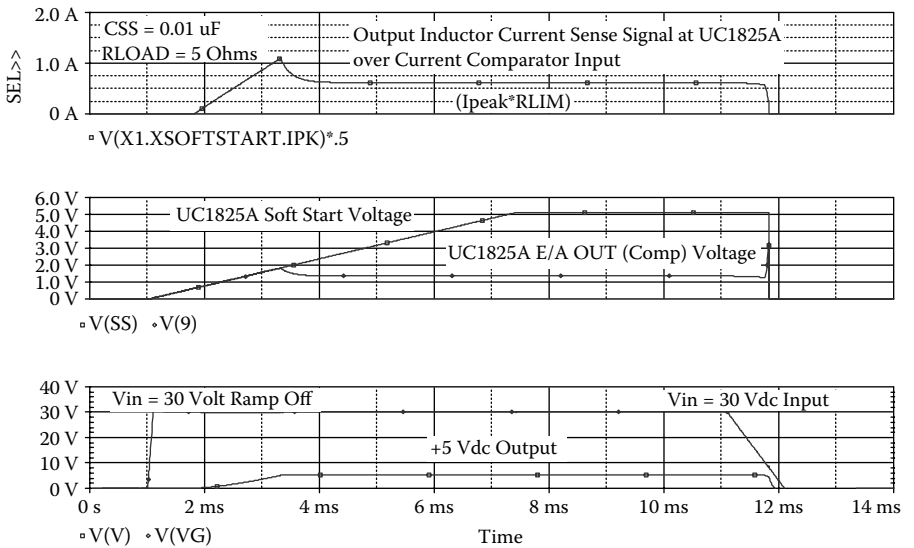 2.0 A
CSS = 0.01 uF
Output Inductor Current Sense Signal at UC1825A
RLOAD = 5 Ohms
over Current Comparator Input
1.0 A
SEL>>
(Ipeak*RLIM)
0 A
V(X1.XSOFTSTART.IPK)*.5
6.0 V
5.0 V
UC1825A Soft Start Voltage
4.0 V
3.0 V
UC1825A E/A OUT (Comp) Voltage
2.0 V
1.0 V
0 V
V(SS) V(9)
40 V
Vin = 30 Volt Ramp Off
Vin = 30 Vdc Input
30 V
20 V
+5 Vdc Output
10 V
0 V
0 s 2 ms 4 ms 6 ms 8 ms 10 ms 12 ms 14 ms
V(V) V(VG)
Time